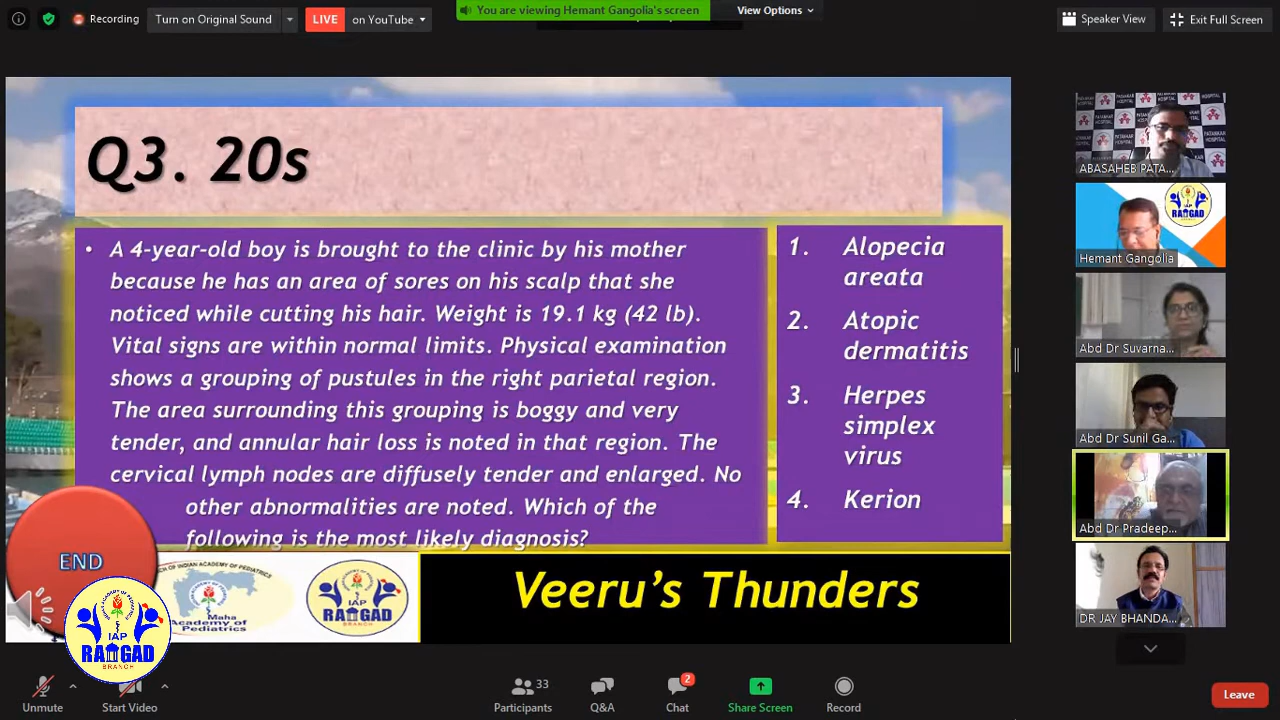 You are viewing Hemant Gangolia's screen
View Options
Recording
Turn on Original Sound
LIVE
on YouTube
Speaker View
Exit Full Screen
Q3. 20s
• A 4-year-old boy is brought to the clinic by his mother
because he has an area of sores on his scalp that she
noticed while cutting his hair. Weight is 19.1 kg (42 lb).
Vital signs are within normal limits. Physical examination
shows a grouping of pustules in the right parietal region.
The area surrounding this grouping is boggy and very
tender, and annular hair loss is noted in that region. The
cervical lymph nodes are diffusely tender and enlarged. No
other abnormalities are noted. Which of the
following is the most likely diagnosis?
1. Alopecia
areata
2. Atopic
dermatitis
3. Herpes
simplex
virus
4. Kerion
END
Maha
Academy of
Pediatrics
IAP
RAIGAD
BRANCH
IAP
RAIGAD
BRANCH
Veeru's Thunders
ABASAHEB PATA...
Hemant Gangolia
Abd Dr Suvarna...
Abd Dr Sunil Ga...
Abd Dr Pradeep...
DR JAY BHANDA...
Unmute
Start Video
33
Participants
Q&A
2
Chat
Share Screen
Record
Leave